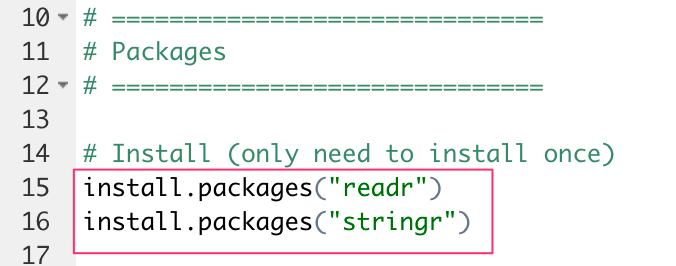 10 # ==============================
11 # Packages
12 # ==============================
13
14 # Install (only need to install once)
15 install.packages("readr")
16 install.packages("stringr")
17